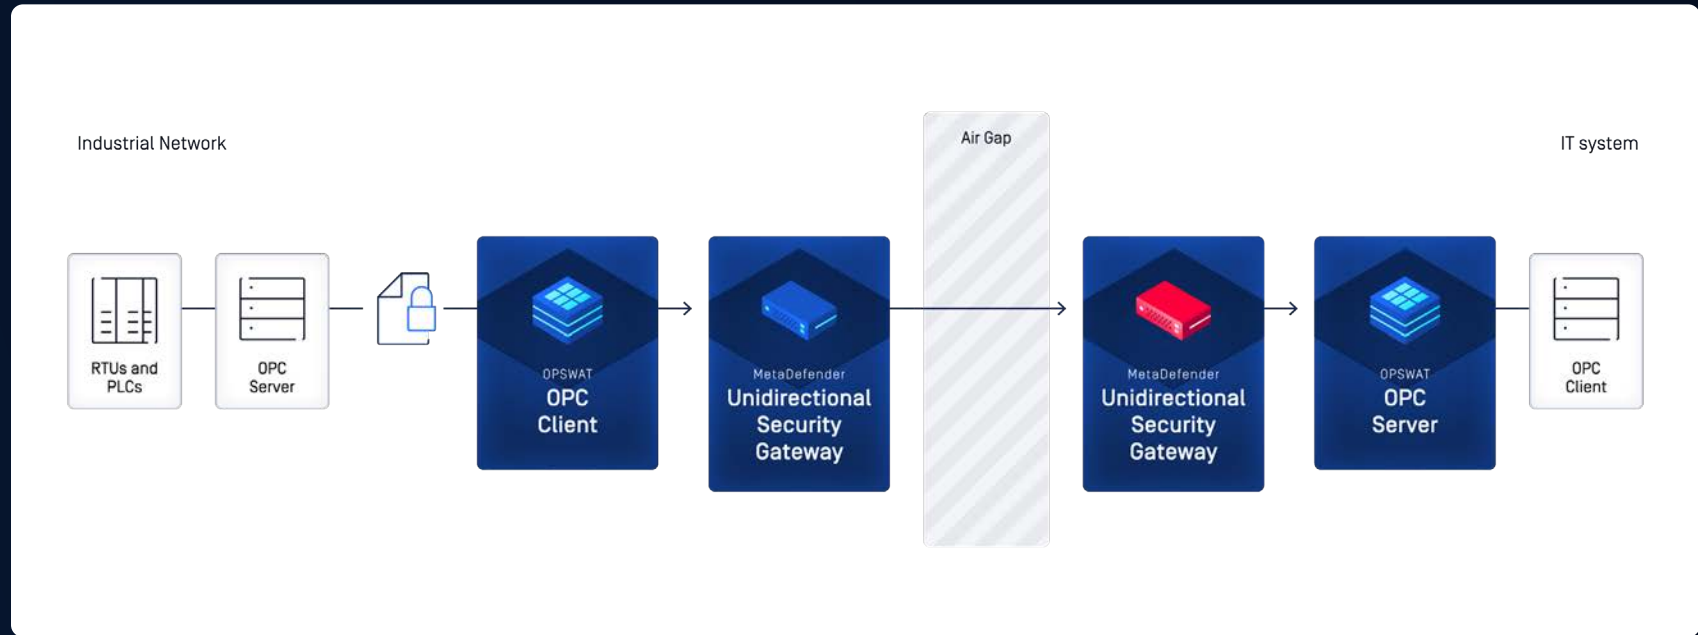 Industrial Network
Air Gap
IT system
RTUs and
PLCs
OPC
Server
OPSWAT
OPC
Client
MetaDefender
Unidirectional
Security
Gateway
MetaDefender
Unidirectional
Security
Gateway
OPSWAT
OPC
Server
OPC
Client